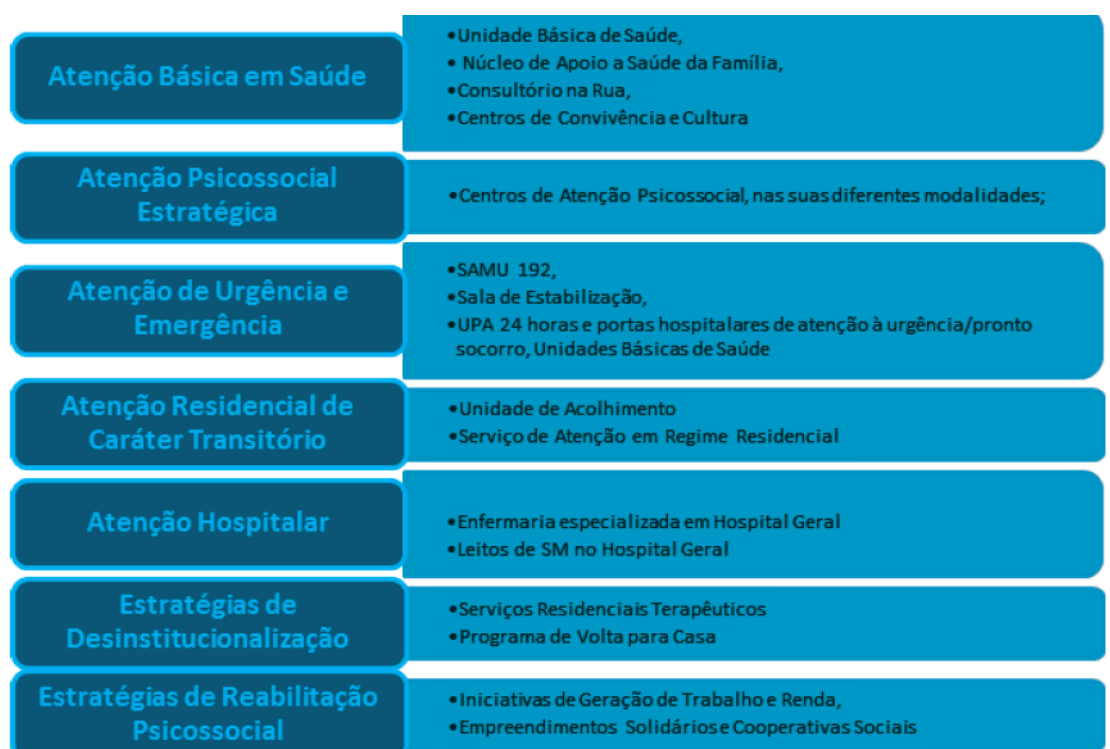 Atenção Básica em Saúde
•Unidade Básica de Saúde,
• Núcleo de Apoio a Saúde da Família,
•Consultório na Rua,
•Centros de Convivência e Cultura
Atenção Psicossocial
Estratégica
•Centros de Atenção Psicossocial, nas suas diferentes modalidades;
Atenção de Urgência e
Emergência
•SAMU 192,
•Sala de Estabilização,
•UPA 24 horas e portas hospitalares de atenção à urgência/pronto
socorro, Unidades Básicas de Saúde
Atenção Residencial de
Caráter Transitório
•Unidade de Acolhimento
•Serviço de Atenção em Regime Residencial
Atenção Hospitalar
•Enfermaria especializada em Hospital Geral
•Leitos de SM no Hospital Geral
Estratégias de
Desinstitucionalização
•Serviços Residenciais Terapêuticos
•Programa de Volta para Casa
Estratégias de Reabilitação
Psicossocial
•Iniciativas de Geração de Trabalho e Renda,
•Empreendimentos Solidários e Cooperativas Sociais